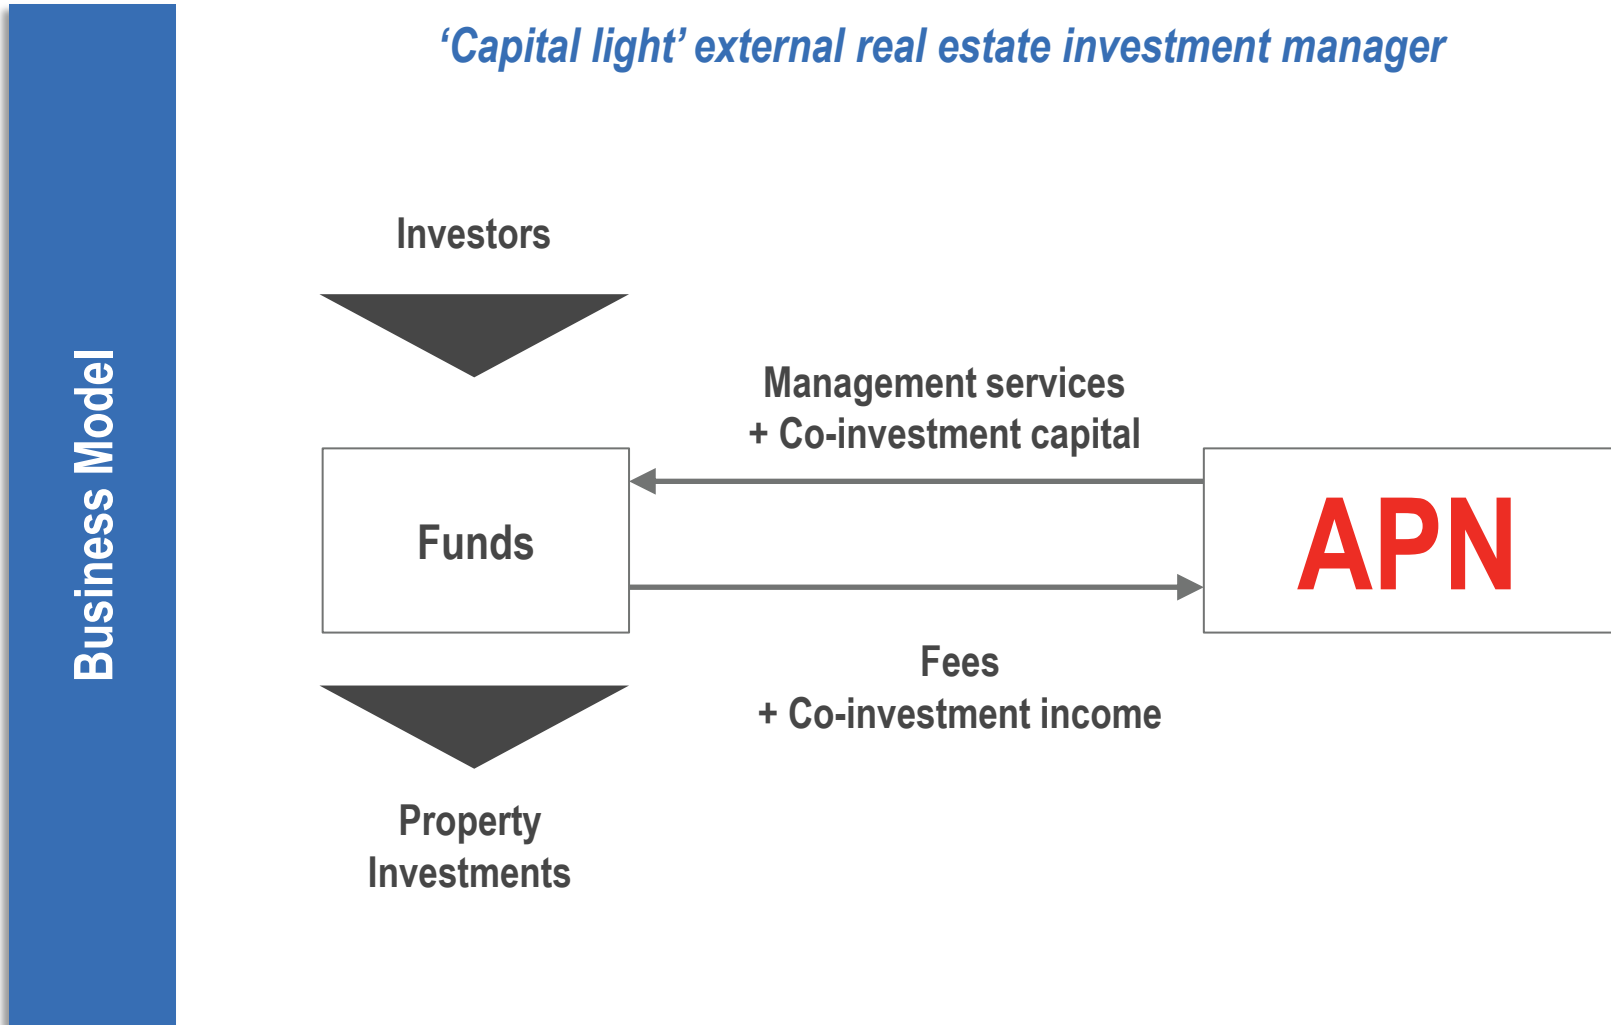 ‘Capital light’ external real estate investment manager
Business Model
Investors
Management services
+ Co-investment capital
Funds
APN
Fees
+ Co-investment income
Property
Investments